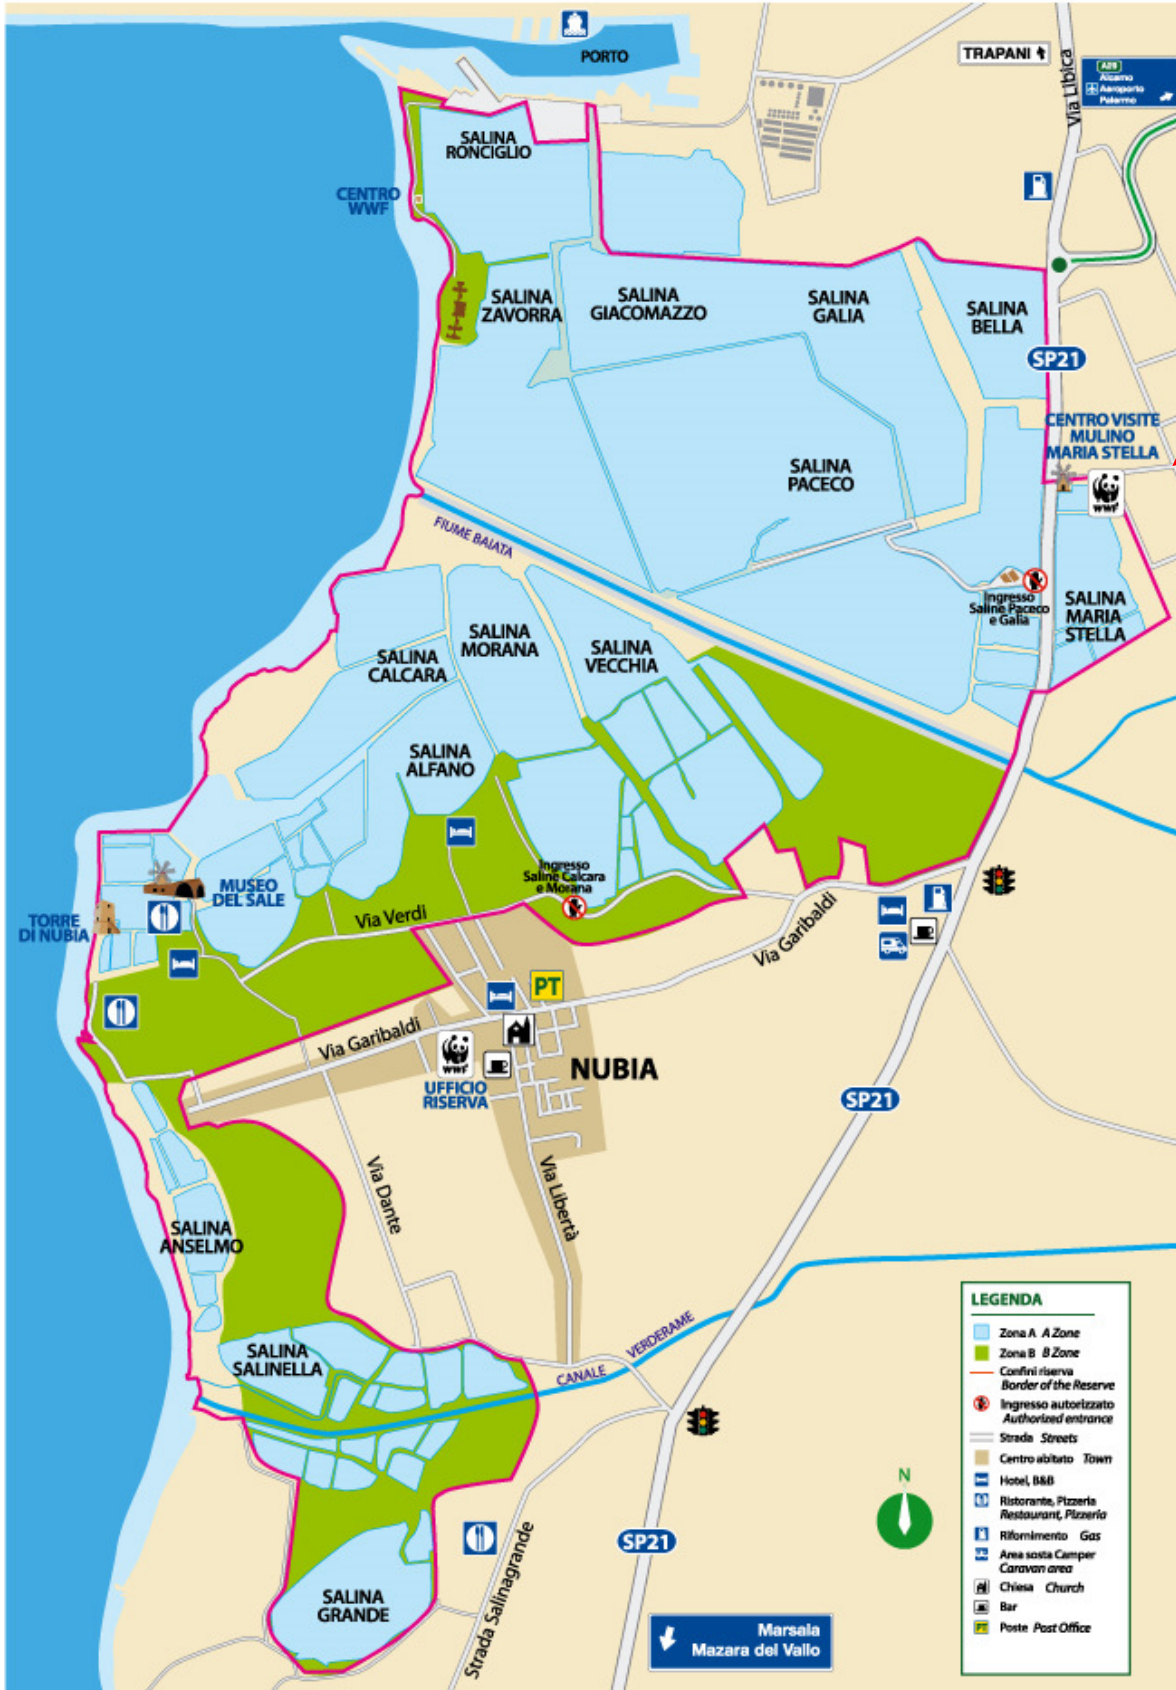 PORTO
TRAPANI
Via Libica
A29
Alcamo
Aeroporto
Palermo
SALINA
RONCIGLIO
CENTRO
WWF
SALINA
ZAVORRA
SALINA
GIACOMAZZO
SALINA
GALIA
SALINA
BELLA
SP21
CENTRO VISITE
MULINO
MARIA STELLA
WWF
SALINA
PACECO
FIUME BAIATA
Ingresso
Saline Paceco
e Galia
SALINA
MARIA
STELLA
SALINA
MORANA
SALINA
VECCHIA
SALINA
CALCARA
SALINA
ALFANO
Ingresso
Saline Calcara
e Morana
MUSEO
DEL SALE
TORRE
DI NUBIA
Via Verdi
Via Garibaldi
PT
Via Garibaldi
WWF
UFFICIO
RISERVA
NUBIA
SP21
Via Dante
Via Libertà
SALINA
ANSELMO
SALINA
SALINELLA
CANALE VERDERAME
SALINA
GRANDE
Strada Salinagrande
SP21
N
Marsala
Mazara del Vallo
LEGENDA
Zona A A Zone
Zona B B Zone
Confini riserva
Border of the Reserve
Ingresso autorizzato
Authorized entrance
Strada Streets
Centro abitato Town
Hotel, B&B
Ristorante, Pizzeria
Restaurant, Pizzeria
Rifornimento Gas
Area sosta Camper
Caravan area
Chiesa Church
Bar
PT Poste Post Office